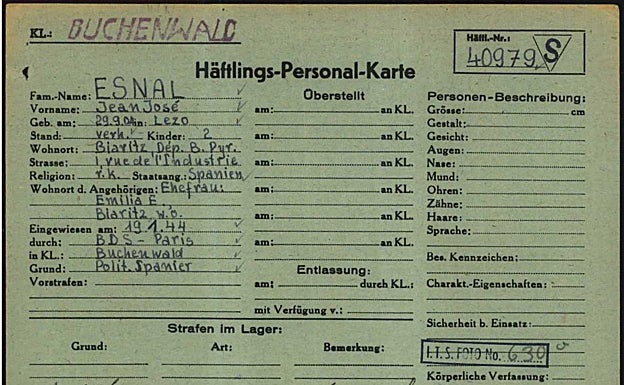 KL.: BUCHENWALD
Häftl.-Nr.: 40979 S
Häftlings-Personal-Karte
Fam.-Name: ESNAL
Vorname: Jean José
Geb. am: 29.9.04 in: Lezo
Stand: verh. Kinder: 2
Wohnort: Biaritz, Dep. B. Pyr.
Strasse: 1, rue de l'Industrie
Religion: r.k. Staatsang.: Spanien
Wohnort d. Angehörigen: Ehefrau:
Emilia E.,
Biaritz w.o.
Eingewiesen am: 19.1.44
durch: BDS - Paris
in KL.: Buchenwald
Grund: Polit. Spanier
Vorstrafen:
Überstellt
am: an KL.
am: an KL.
am: an KL.
am: an KL.
am: an KL.
am: an KL.
Entlassung:
am: durch KL.:
mit Verfügung v.:
Personen-Beschreibung:
Grösse: cm
Gestalt:
Gesicht:
Augen:
Nase:
Mund:
Ohren:
Zähne:
Haare:
Sprache:
Bes. Kennzeichen:
Charakt.-Eigenschaften:
Sicherheit b. Einsatz:
I.T.S. FOTO No. 630
Körperliche Verfassung:
Strafen im Lager:
Grund: Art: Bemerkung: